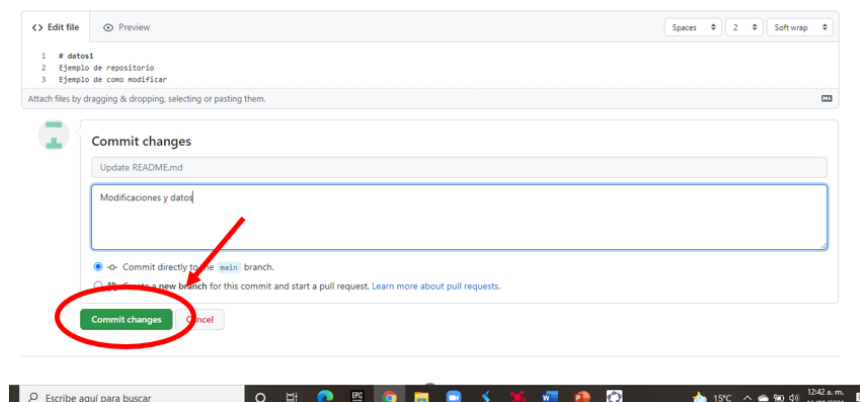 <> Edit file
Preview
Spaces
2
Soft wrap
1 # datos1
2 Ejemplo de repositorio
3 Ejemplo de como modificar
Attach files by dragging & dropping, selecting or pasting them.
Commit changes
Update README.md
Modificaciones y datos
Commit directly to the main branch.
a new branch for this commit and start a pull request. Learn more about pull requests.
Commit changes
Cancel
Escribe aquí para buscar
EPIC
15°C
12:42 a. m.